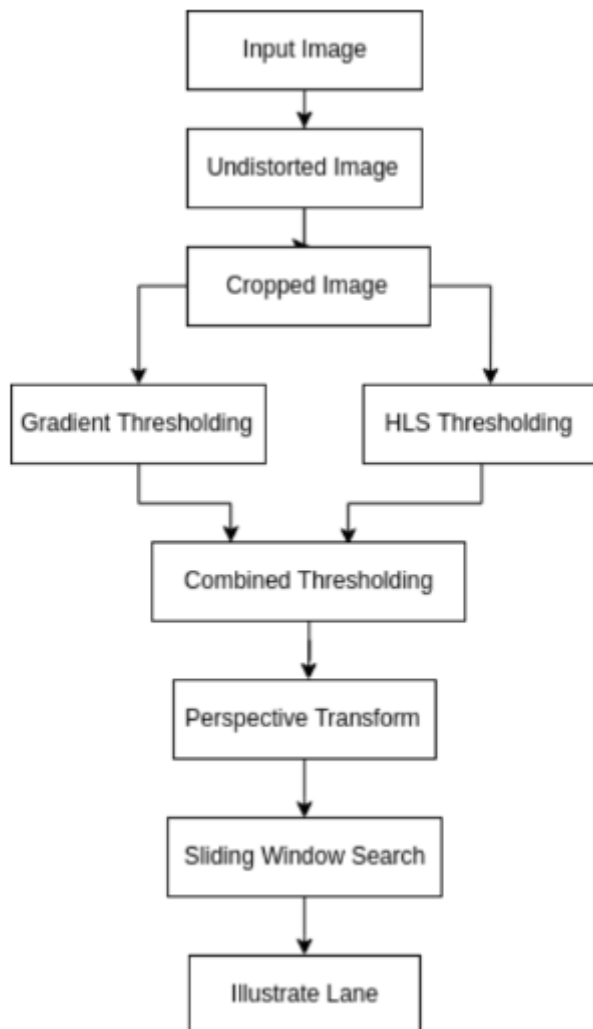 Input Image
Undistorted Image
Cropped Image
Gradient Thresholding
HLS Thresholding
Combined Thresholding
Perspective Transform
Sliding Window Search
Illustrate Lane